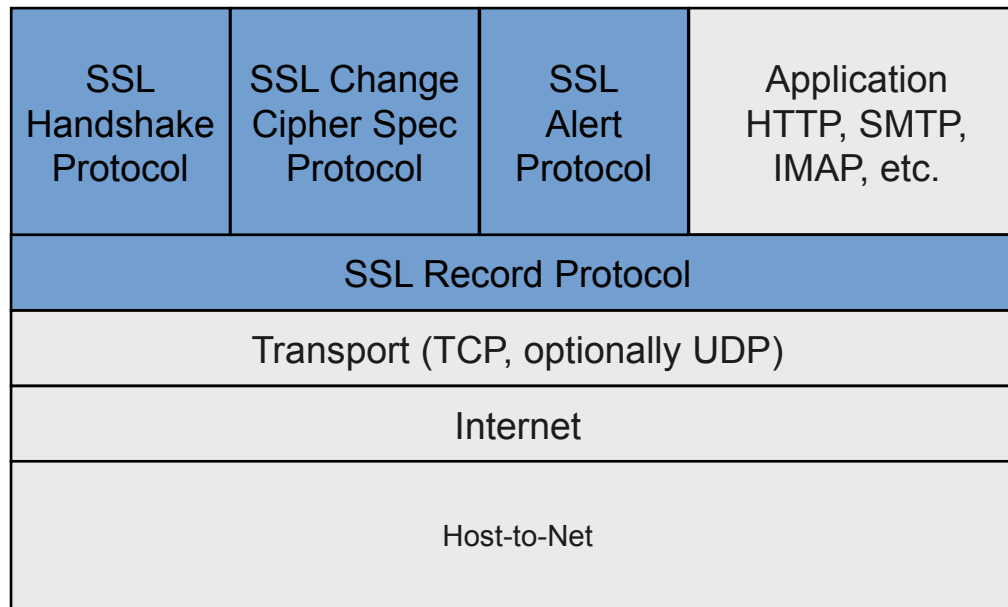 SSL
Handshake
Protocol
SSL Change
Cipher Spec
Protocol
SSL
Alert
Protocol
Application
HTTP, SMTP,
IMAP, etc.
SSL Record Protocol
Transport (TCP, optionally UDP)
Internet
Host-to-Net